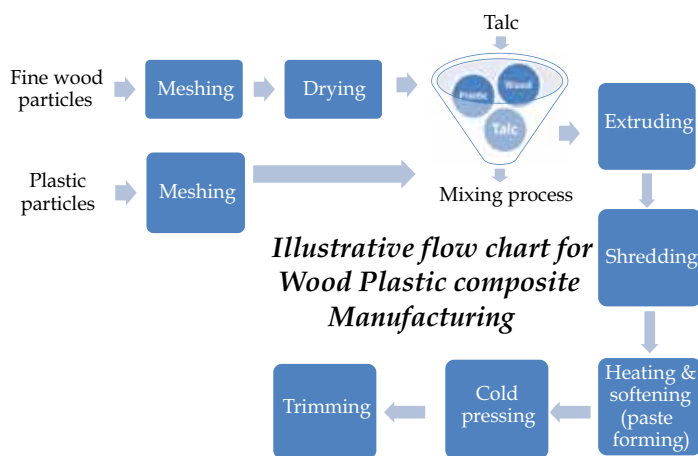 Talc
Fine wood
particles
Meshing
Drying
Plastic
Wood
Talc
Extruding
Plastic
particles
Meshing
Mixing process
Illustrative flow chart for
Wood Plastic composite
Manufacturing
Shredding
Heating &
softening
(paste
forming)
Cold
pressing
Trimming